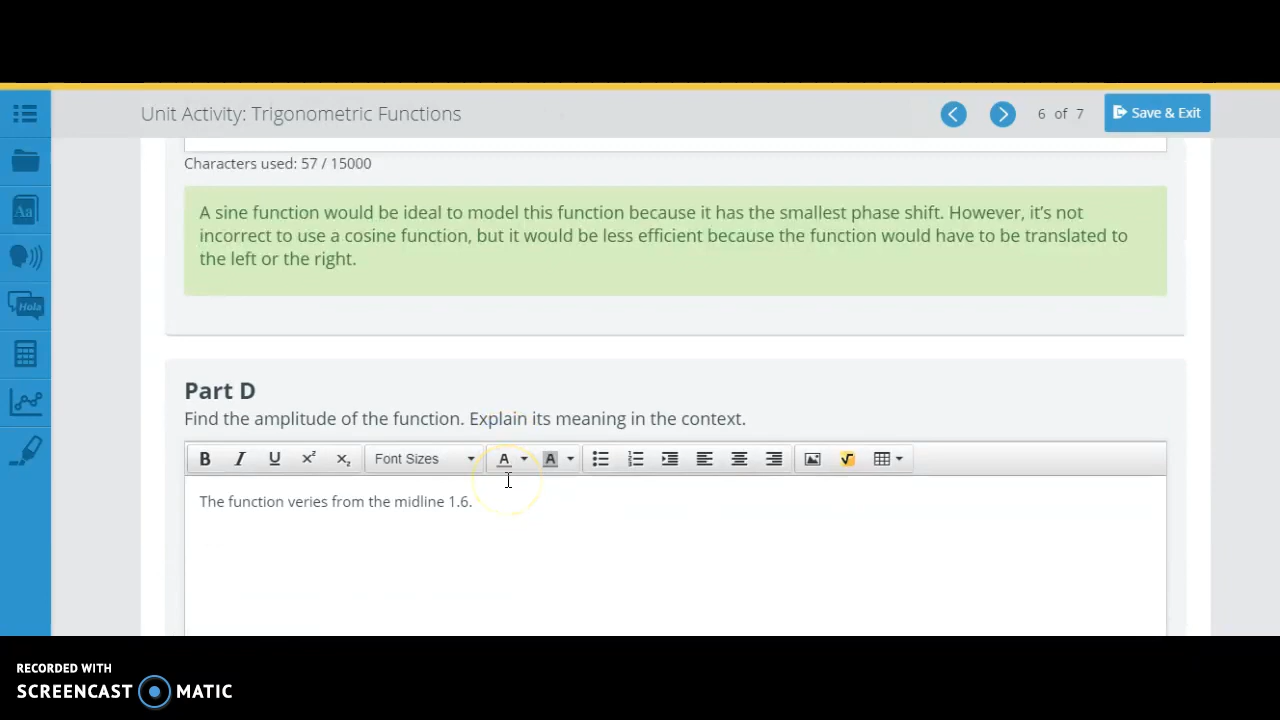 Unit Activity: Trigonometric Functions
6 of 7
Save & Exit
Characters used: 57 / 15000
A sine function would be ideal to model this function because it has the smallest phase shift. However, it's not
incorrect to use a cosine function, but it would be less efficient because the function would have to be translated to
the left or the right.
Aa
Hola
Part D
Find the amplitude of the function. Explain its meaning in the context.
B I U x² x₂ Font Sizes A A
The function veries from the midline 1.6.
RECORDED WITH
SCREENCAST MATIC